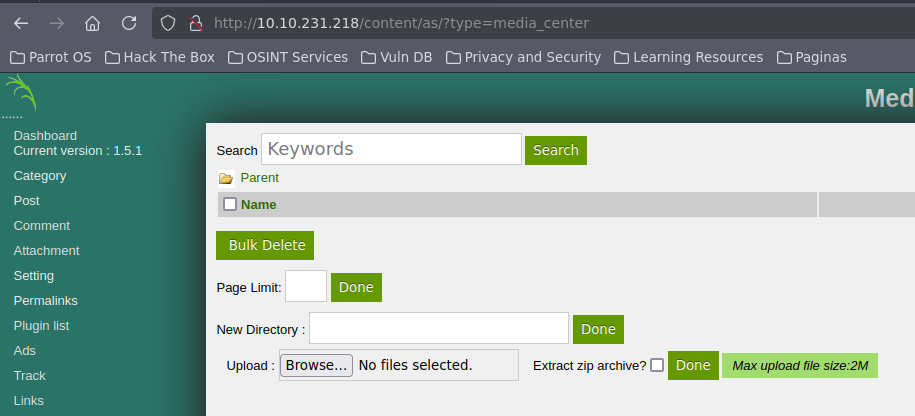 http://10.10.231.218/content/as/?type=media_center
Parrot OS Hack The Box OSINT Services Vuln DB Privacy and Security Learning Resources Paginas
Med
......
Dashboard
Current version : 1.5.1
Category
Post
Comment
Attachment
Setting
Permalinks
Plugin list
Ads
Track
Links
Search Keywords Search
Parent
Name
Bulk Delete
Page Limit: Done
New Directory : Done
Upload : Browse... No files selected. Extract zip archive? Done Max upload file size:2M